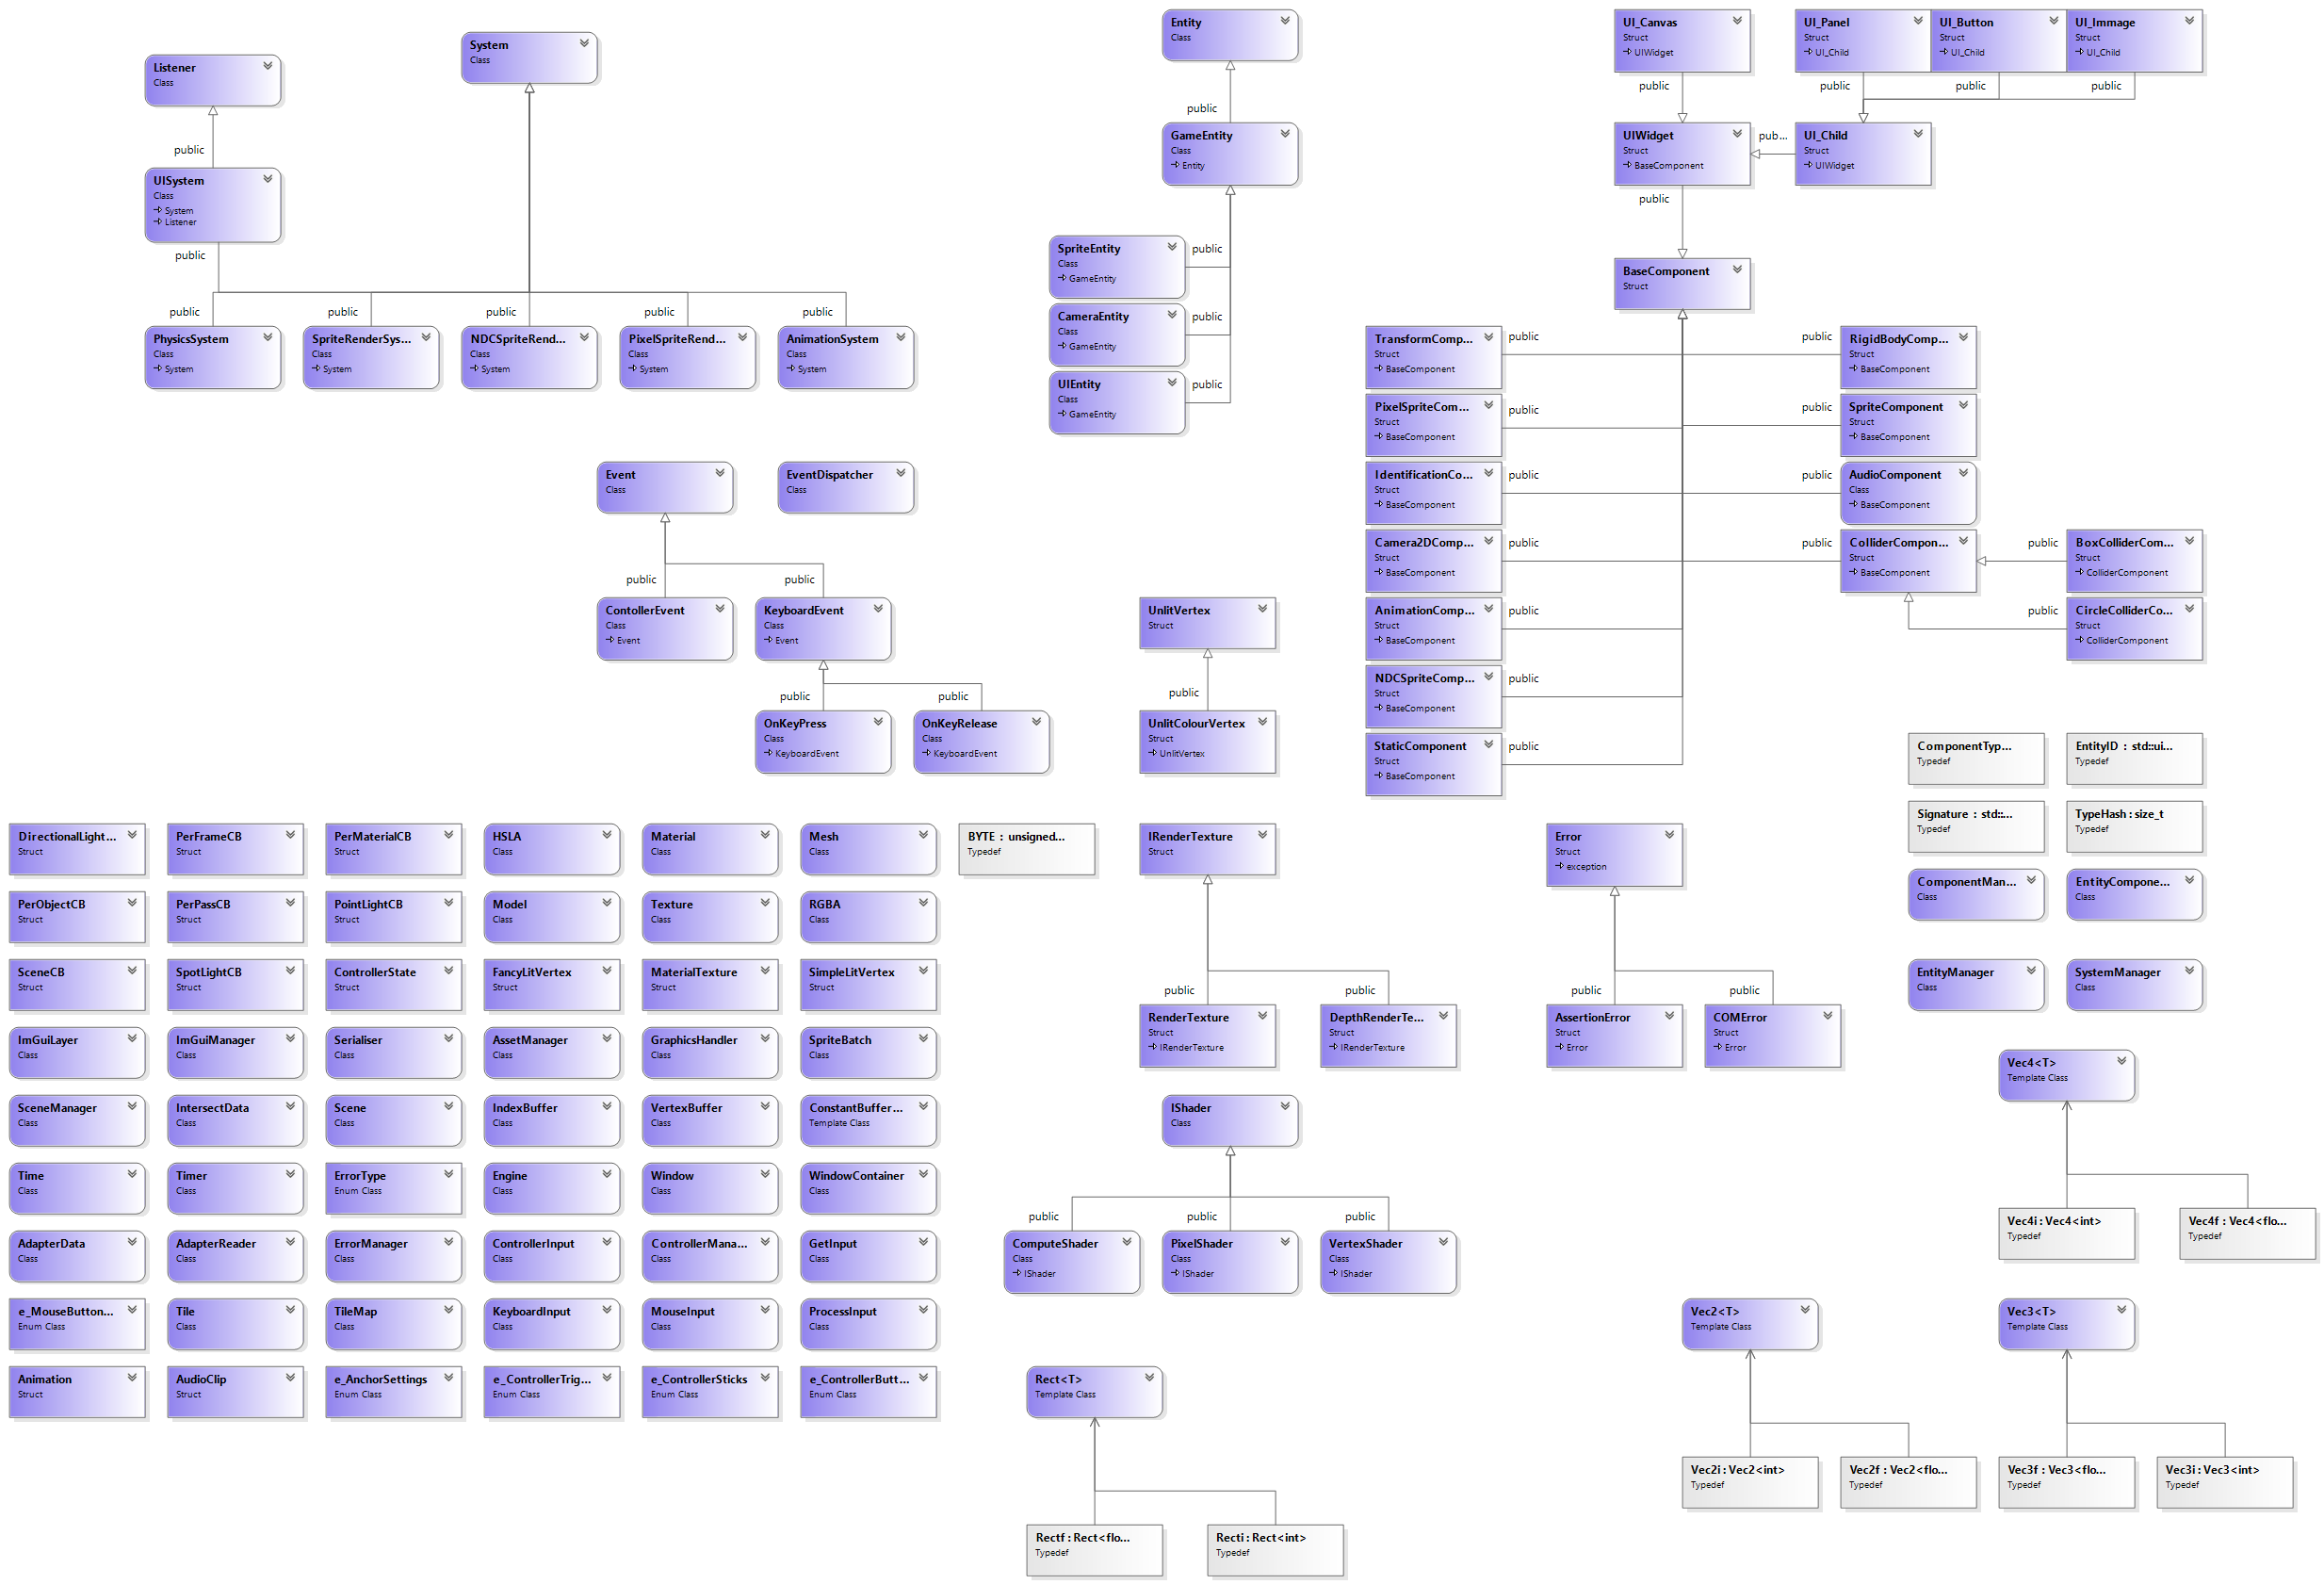 Listener
Class
System
Class
public
UISystem
Class
System
Listener
public
public
PhysicsSystem
Class
System
public
SpriteRenderSys...
Class
System
public
NDCSpriteRend...
Class
System
public
PixelSpriteRend...
Class
System
public
AnimationSystem
Class
System
Entity
Class
public
GameEntity
Class
Entity
SpriteEntity
Class
GameEntity
public
CameraEntity
Class
GameEntity
public
UIEntity
Class
GameEntity
public
UI_Canvas
Struct
UIWidget
public
UI_Panel
Struct
UI_Child
public
UI_Button
Struct
UI_Child
public
UI_Immage
Struct
UI_Child
public
UIWidget
Struct
BaseComponent
pub...
UI_Child
Struct
UIWidget
public
BaseComponent
Struct
TransformComp...
Struct
BaseComponent
public
public
RigidBodyComp...
Struct
BaseComponent
PixelSpriteCom...
Struct
BaseComponent
public
public
SpriteComponent
Struct
BaseComponent
IdentificationCo...
Struct
BaseComponent
public
public
AudioComponent
Class
BaseComponent
Camera2DComp...
Struct
BaseComponent
public
public
ColliderCompon...
Struct
BaseComponent
public
BoxColliderCom...
Struct
ColliderComponent
AnimationComp...
Struct
BaseComponent
public
public
CircleColliderCo...
Struct
ColliderComponent
NDCSpriteComp...
Struct
BaseComponent
public
StaticComponent
Struct
BaseComponent
public
Event
Class
EventDispatcher
Class
public
ContollerEvent
Class
Event
public
KeyboardEvent
Class
Event
public
OnKeyPress
Class
KeyboardEvent
public
OnKeyRelease
Class
KeyboardEvent
UnlitVertex
Struct
public
UnlitColourVertex
Struct
UnlitVertex
ComponentTyp...
Typedef
EntityID : std::ui...
Typedef
Signature : std::...
Typedef
TypeHash : size_t
Typedef
ComponentMan...
Class
EntityCompone...
Class
EntityManager
Class
SystemManager
Class
DirectionalLight...
Struct
PerFrameCB
Struct
PerMaterialCB
Struct
HSLA
Class
Material
Class
Mesh
Class
BYTE : unsigned...
Typedef
PerObjectCB
Struct
PerPassCB
Struct
PointLightCB
Struct
Model
Class
Texture
Class
RGBA
Class
SceneCB
Struct
SpotLightCB
Struct
ControllerState
Struct
FancyLitVertex
Struct
MaterialTexture
Struct
SimpleLitVertex
Struct
ImGuiLayer
Class
ImGuiManager
Class
Serialiser
Class
AssetManager
Class
GraphicsHandler
Class
SpriteBatch
Class
SceneManager
Class
IntersectData
Class
Scene
Class
IndexBuffer
Class
VertexBuffer
Class
ConstantBuffer...
Template Class
Time
Class
Timer
Class
ErrorType
Enum Class
Engine
Class
Window
Class
WindowContainer
Class
AdapterData
Class
AdapterReader
Class
ErrorManager
Class
ControllerInput
Class
ControllerMana...
Class
GetInput
Class
e_MouseButton...
Enum Class
Tile
Class
TileMap
Class
KeyboardInput
Class
MouseInput
Class
ProcessInput
Class
Animation
Struct
AudioClip
Struct
e_AnchorSettings
Enum Class
e_ControllerTrig...
Enum Class
e_ControllerSticks
Enum Class
e_ControllerButt...
Enum Class
IRenderTexture
Struct
public
RenderTexture
Struct
IRenderTexture
public
DepthRenderTe...
Struct
IRenderTexture
Error
Struct
exception
public
AssertionError
Struct
Error
public
COMError
Struct
Error
IShader
Class
public
ComputeShader
Class
IShader
public
PixelShader
Class
IShader
public
VertexShader
Class
IShader
Rect<T>
Template Class
Rectf : Rect<flo...
Typedef
Recti : Rect<int>
Typedef
Vec4<T>
Template Class
Vec4i : Vec4<int>
Typedef
Vec4f : Vec4<flo...
Typedef
Vec2<T>
Template Class
Vec2i : Vec2<int>
Typedef
Vec2f : Vec2<flo...
Typedef
Vec3<T>
Template Class
Vec3f : Vec3<flo...
Typedef
Vec3i : Vec3<int>
Typedef